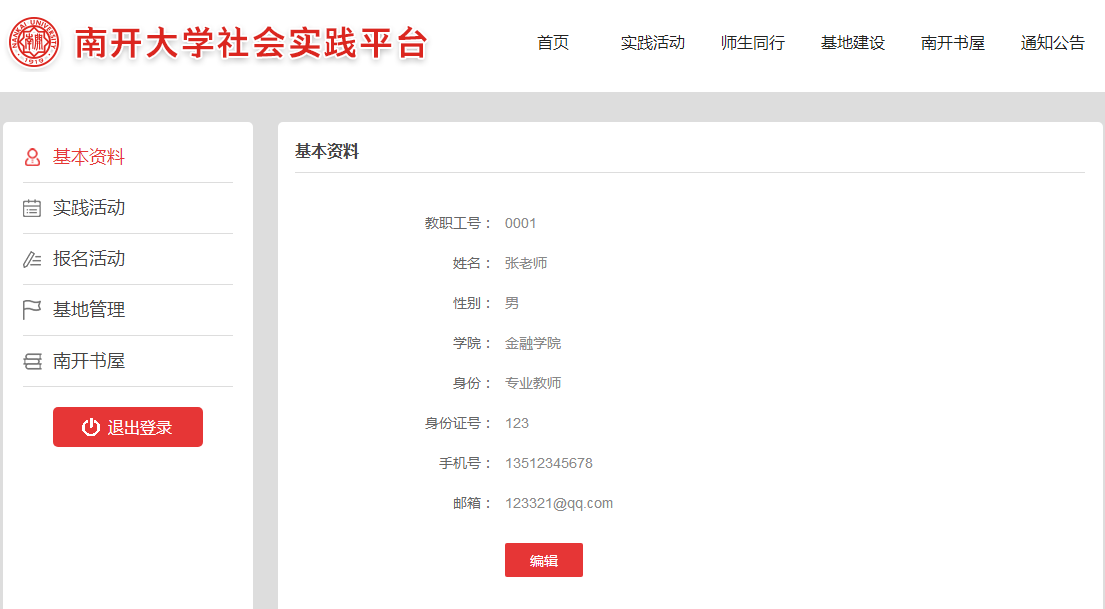 NANKAI UNIVERSITY
1919
南开大学社会实践平台
首页 实践活动 师生同行 基地建设 南开书屋 通知公告
基本资料
实践活动
报名活动
基地管理
南开书屋
退出登录
基本资料
教职工号： 0001
姓名： 张老师
性别： 男
学院： 金融学院
身份： 专业教师
身份证号： 123
手机号： 13512345678
邮箱： 123321@qq.com
编辑